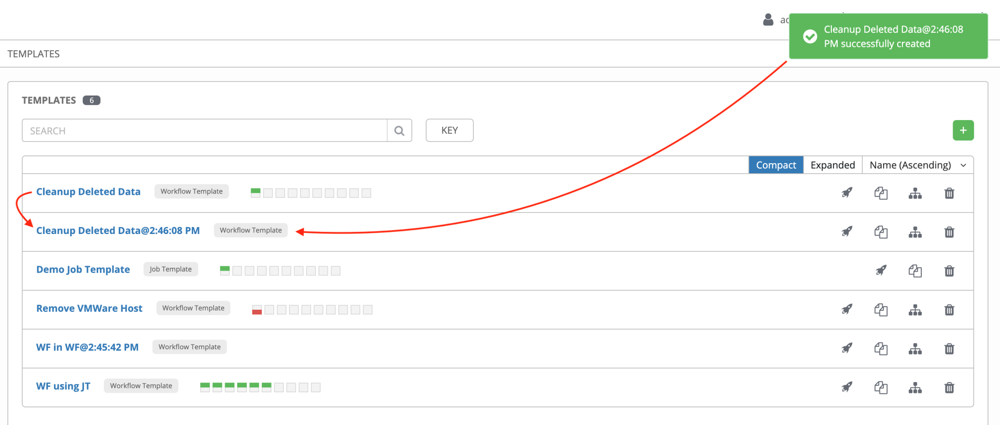 Cleanup Deleted Data@2:46:08
PM successfully created
TEMPLATES
TEMPLATES 6
SEARCH KEY +
Compact Expanded Name (Ascending)
Cleanup Deleted Data Workflow Template
Cleanup Deleted Data@2:46:08 PM Workflow Template
Demo Job Template Job Template
Remove VMWare Host Workflow Template
WF in WF@2:45:42 PM Workflow Template
WF using JT Workflow Template